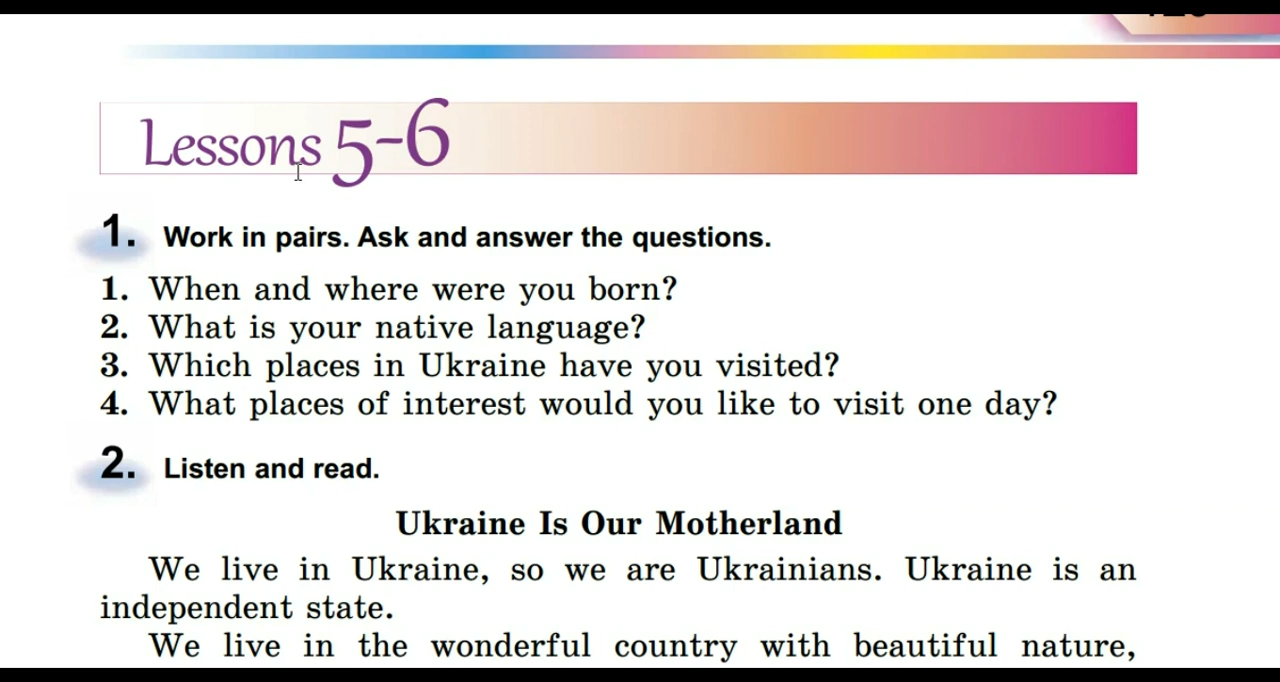 Lessons 5-6
1. Work in pairs. Ask and answer the questions.
1. When and where were you born?
2. What is your native language?
3. Which places in Ukraine have you visited?
4. What places of interest would you like to visit one day?
2. Listen and read.
Ukraine Is Our Motherland
We live in Ukraine, so we are Ukrainians. Ukraine is an
independent state.
We live in the wonderful country with beautiful nature,